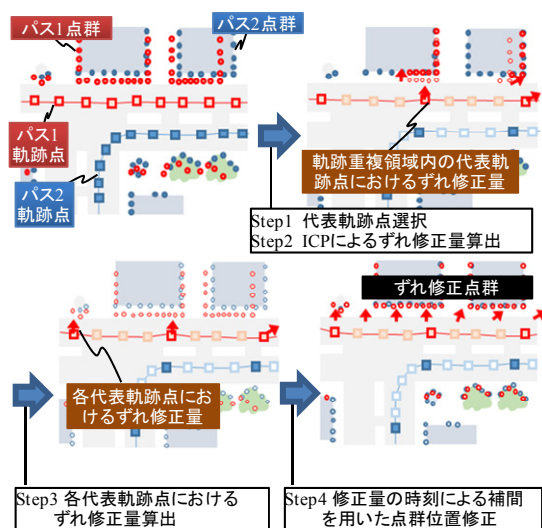 パス1点群
パス2点群
パス1
軌跡点
パス2
軌跡点
軌跡重複領域内の代表軌
跡点におけるずれ修正量
Step1 代表軌跡点選択
Step2 ICPによるずれ修正量算出
各代表軌跡点にお
けるずれ修正量
Step3 各代表軌跡点における
ずれ修正量算出
ずれ修正点群
Step4 修正量の時刻による補間
を用いた点群位置修正